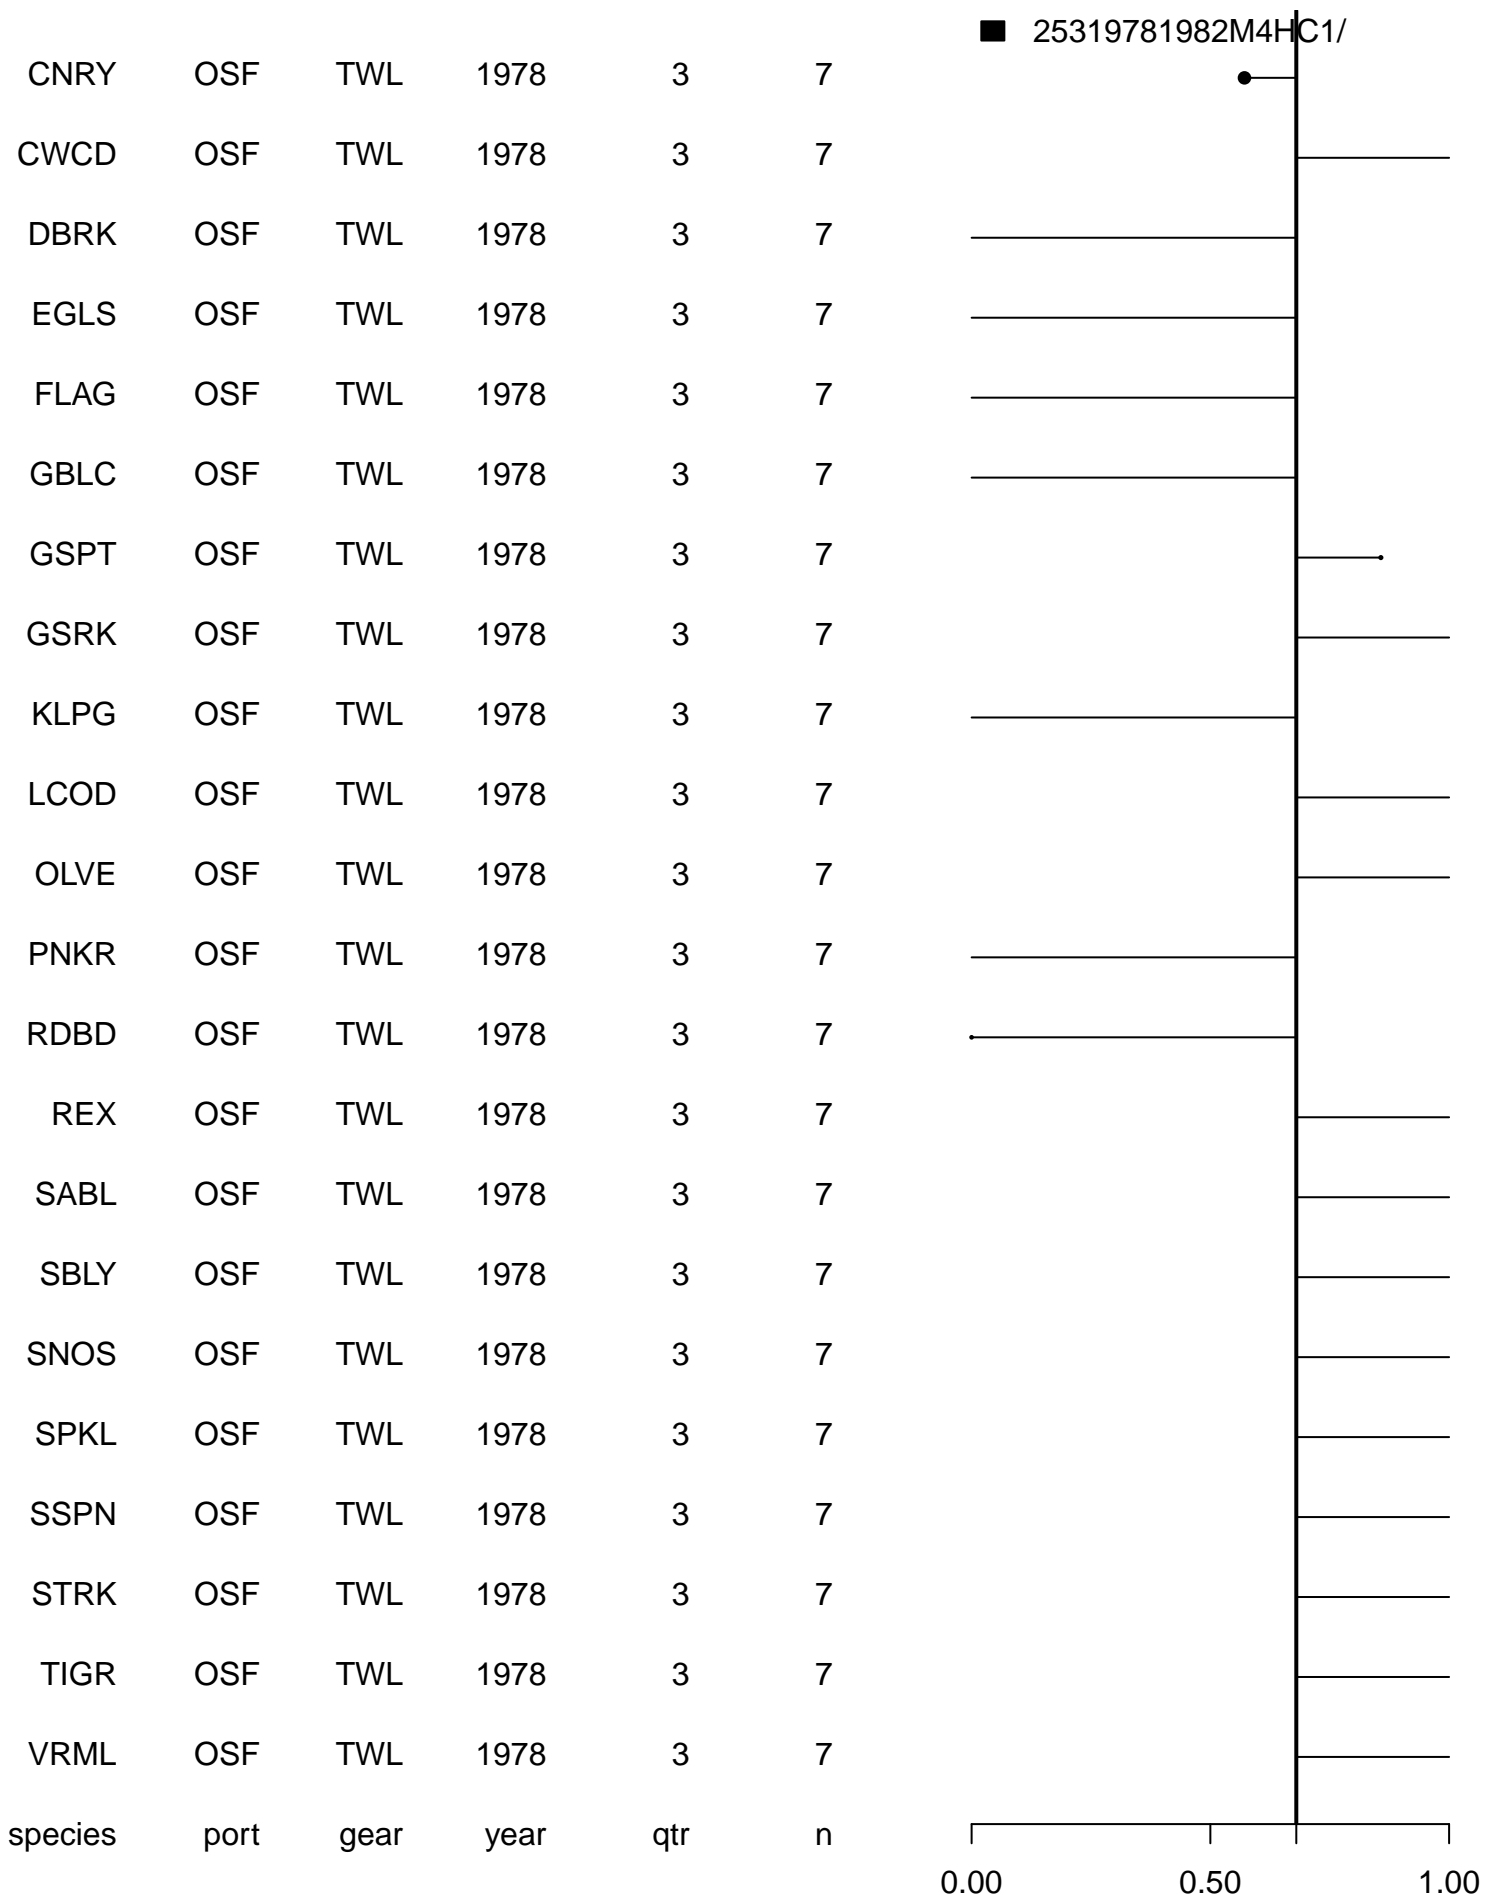 25319781982M4HC1/
CNRY OSF TWL 1978 3 7
CWCD OSF TWL 1978 3 7
DBRK OSF TWL 1978 3 7
EGLS OSF TWL 1978 3 7
FLAG OSF TWL 1978 3 7
GBLC OSF TWL 1978 3 7
GSPT OSF TWL 1978 3 7
GSRK OSF TWL 1978 3 7
KLPG OSF TWL 1978 3 7
LCOD OSF TWL 1978 3 7
OLVE OSF TWL 1978 3 7
PNKR OSF TWL 1978 3 7
RDBD OSF TWL 1978 3 7
REX OSF TWL 1978 3 7
SABL OSF TWL 1978 3 7
SBLY OSF TWL 1978 3 7
SNOS OSF TWL 1978 3 7
SPKL OSF TWL 1978 3 7
SSPN OSF TWL 1978 3 7
STRK OSF TWL 1978 3 7
TIGR OSF TWL 1978 3 7
VRML OSF TWL 1978 3 7
species port gear year qtr n
0.00 0.50 1.00